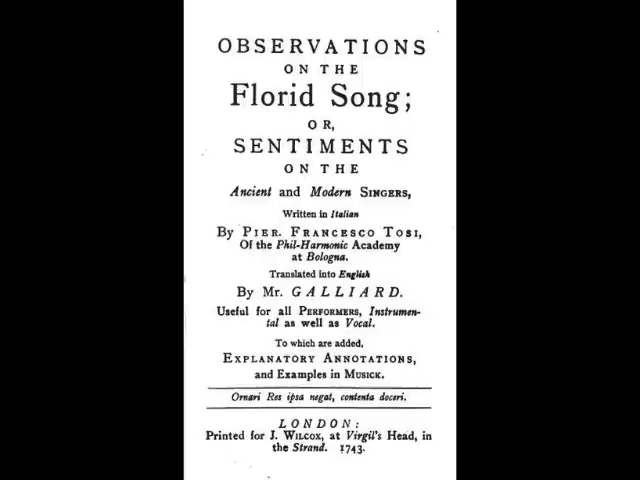 OBSERVATIONS
ON THE
Florid Song;
OR,
SENTIMENTS
ON THE
Ancient and Modern SINGERS,
Written in Italian
By PIER. FRANCESCO TOSI,
Of the Phil-Harmonic Academy
at Bologna.
Translated into English
By Mr. GALLIARD.
Useful for all PERFORMERS, Instrumen-
tal as well as Vocal.
To which are added,
EXPLANATORY ANNOTATIONS,
and Examples in MUSICK.
Ornari Res ipsa negat, contenta doceri.
LONDON:
Printed for J. WILCOX, at Virgil's Head, in
the Strand. 1743.